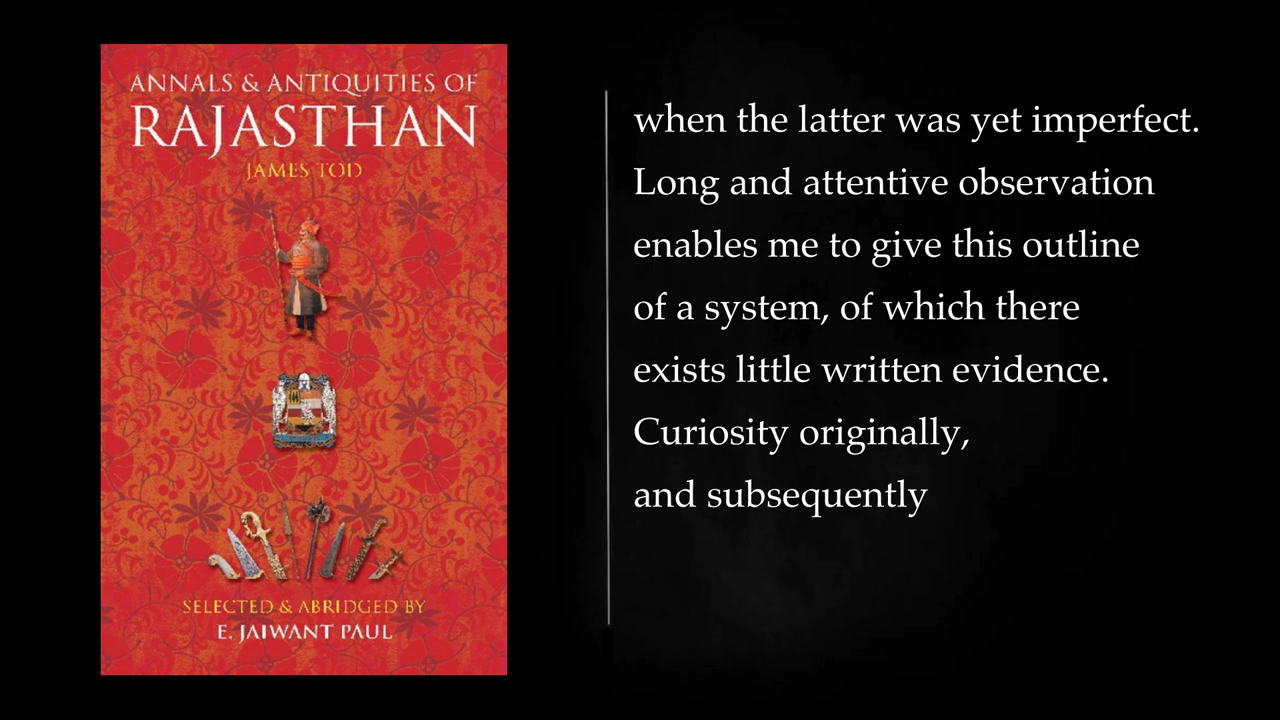 ANNALS & ANTIQUITIES OF
RAJASTHAN
JAMES TOD
SELECTED & ABRIDGED BY
E. JAIWANT PAUL
when the latter was yet imperfect.
Long and attentive observation
enables me to give this outline
of a system, of which there
exists little written evidence.
Curiosity originally,
and subsequently